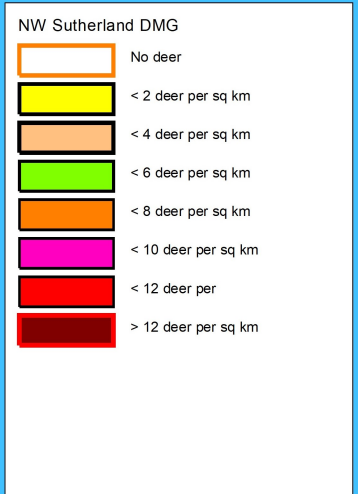 NW Sutherland DMG
No deer
< 2 deer per sq km
< 4 deer per sq km
< 6 deer per sq km
< 8 deer per sq km
< 10 deer per sq km
< 12 deer per
> 12 deer per sq km